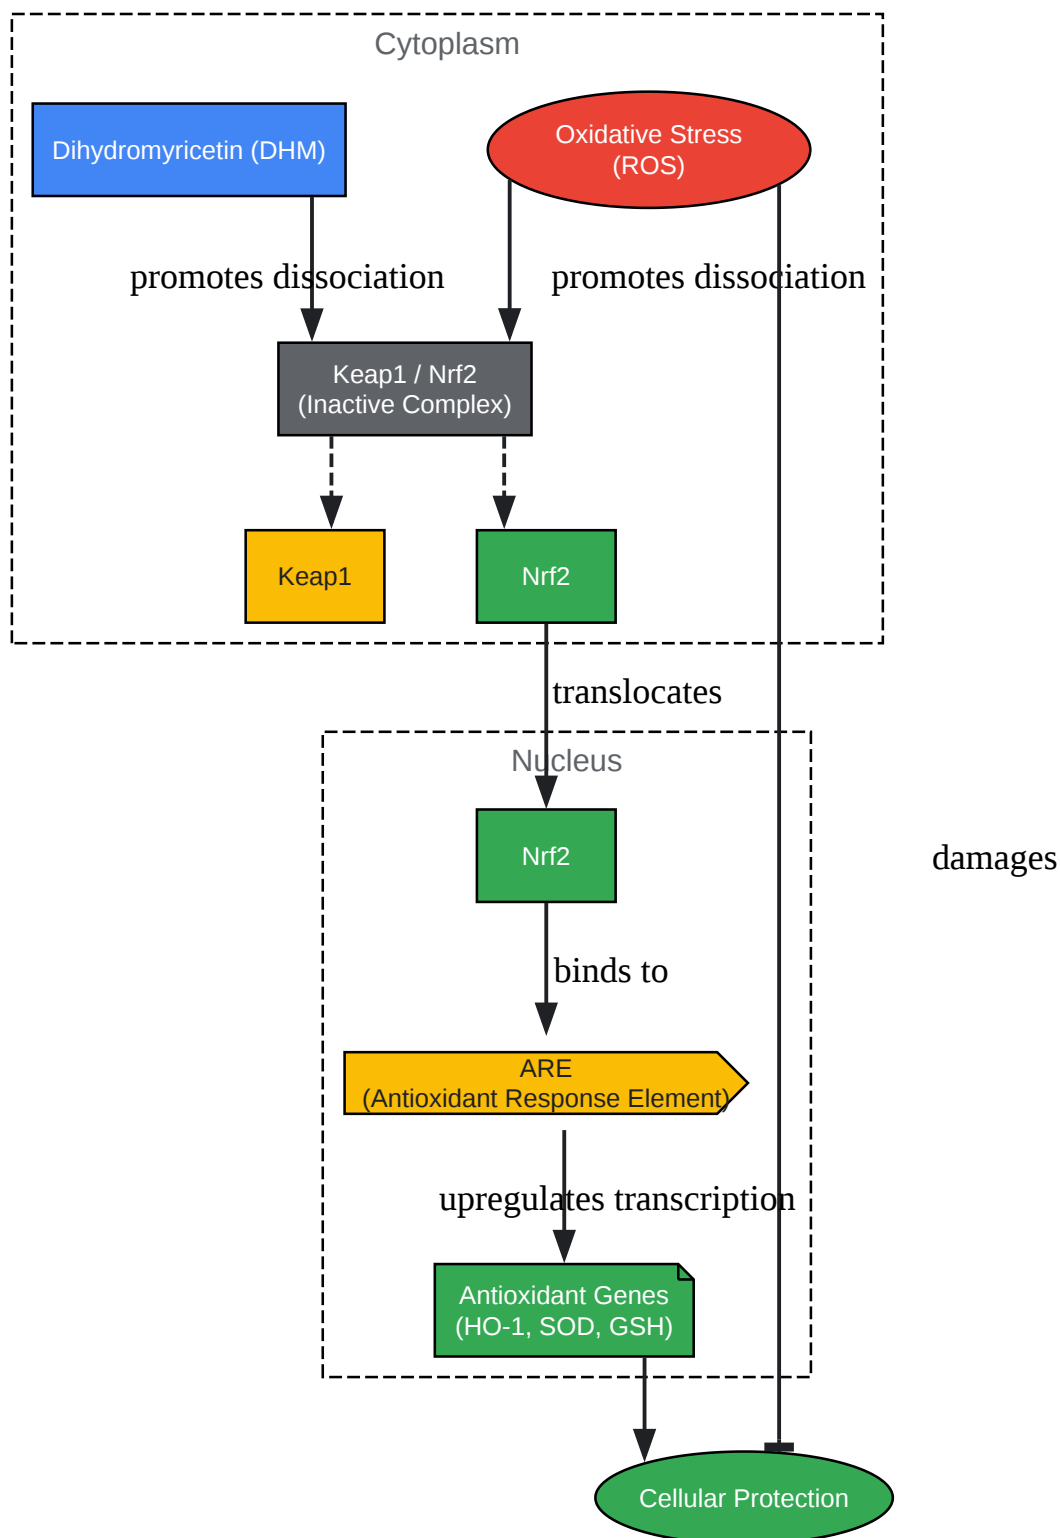 Cytoplasm
Dihydromyricetin (DHM)
Oxidative Stress
(ROS)
promotes dissociation
promotes dissociation
Keap1 / Nrf2
(Inactive Complex)
Keap1
Nrf2
translocates
Nucleus
Nrf2
damages
binds to
ARE
(Antioxidant Response Element)
upregulates transcription
Antioxidant Genes
(HO-1, SOD, GSH)
Cellular Protection